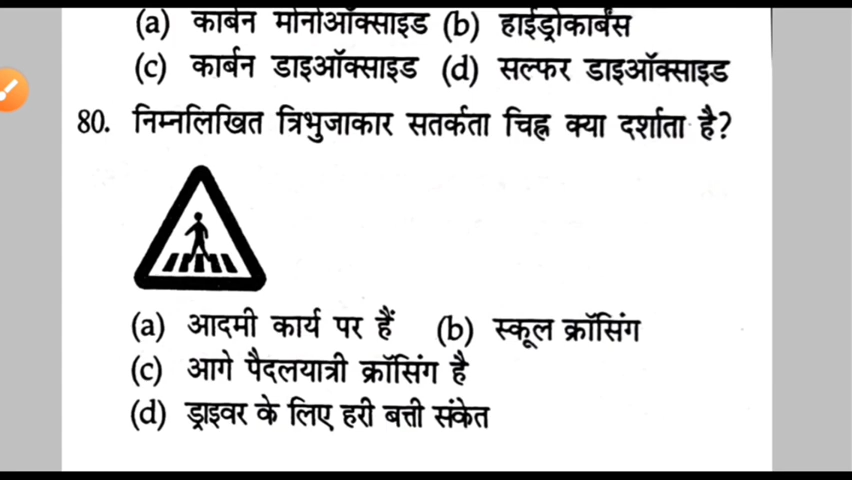 (a) कार्बन मोनोऑक्साइड (b) हाईड्रोकार्बंस
(c) कार्बन डाइऑक्साइड (d) सल्फर डाइऑक्साइड
80. निम्नलिखित त्रिभुजाकार सतर्कता चिह्न क्या दर्शाता है?
(a) आदमी कार्य पर हैं (b) स्कूल क्रॉसिंग
(c) आगे पैदलयात्री क्रॉसिंग है
(d) ड्राइवर के लिए हरी बत्ती संकेत